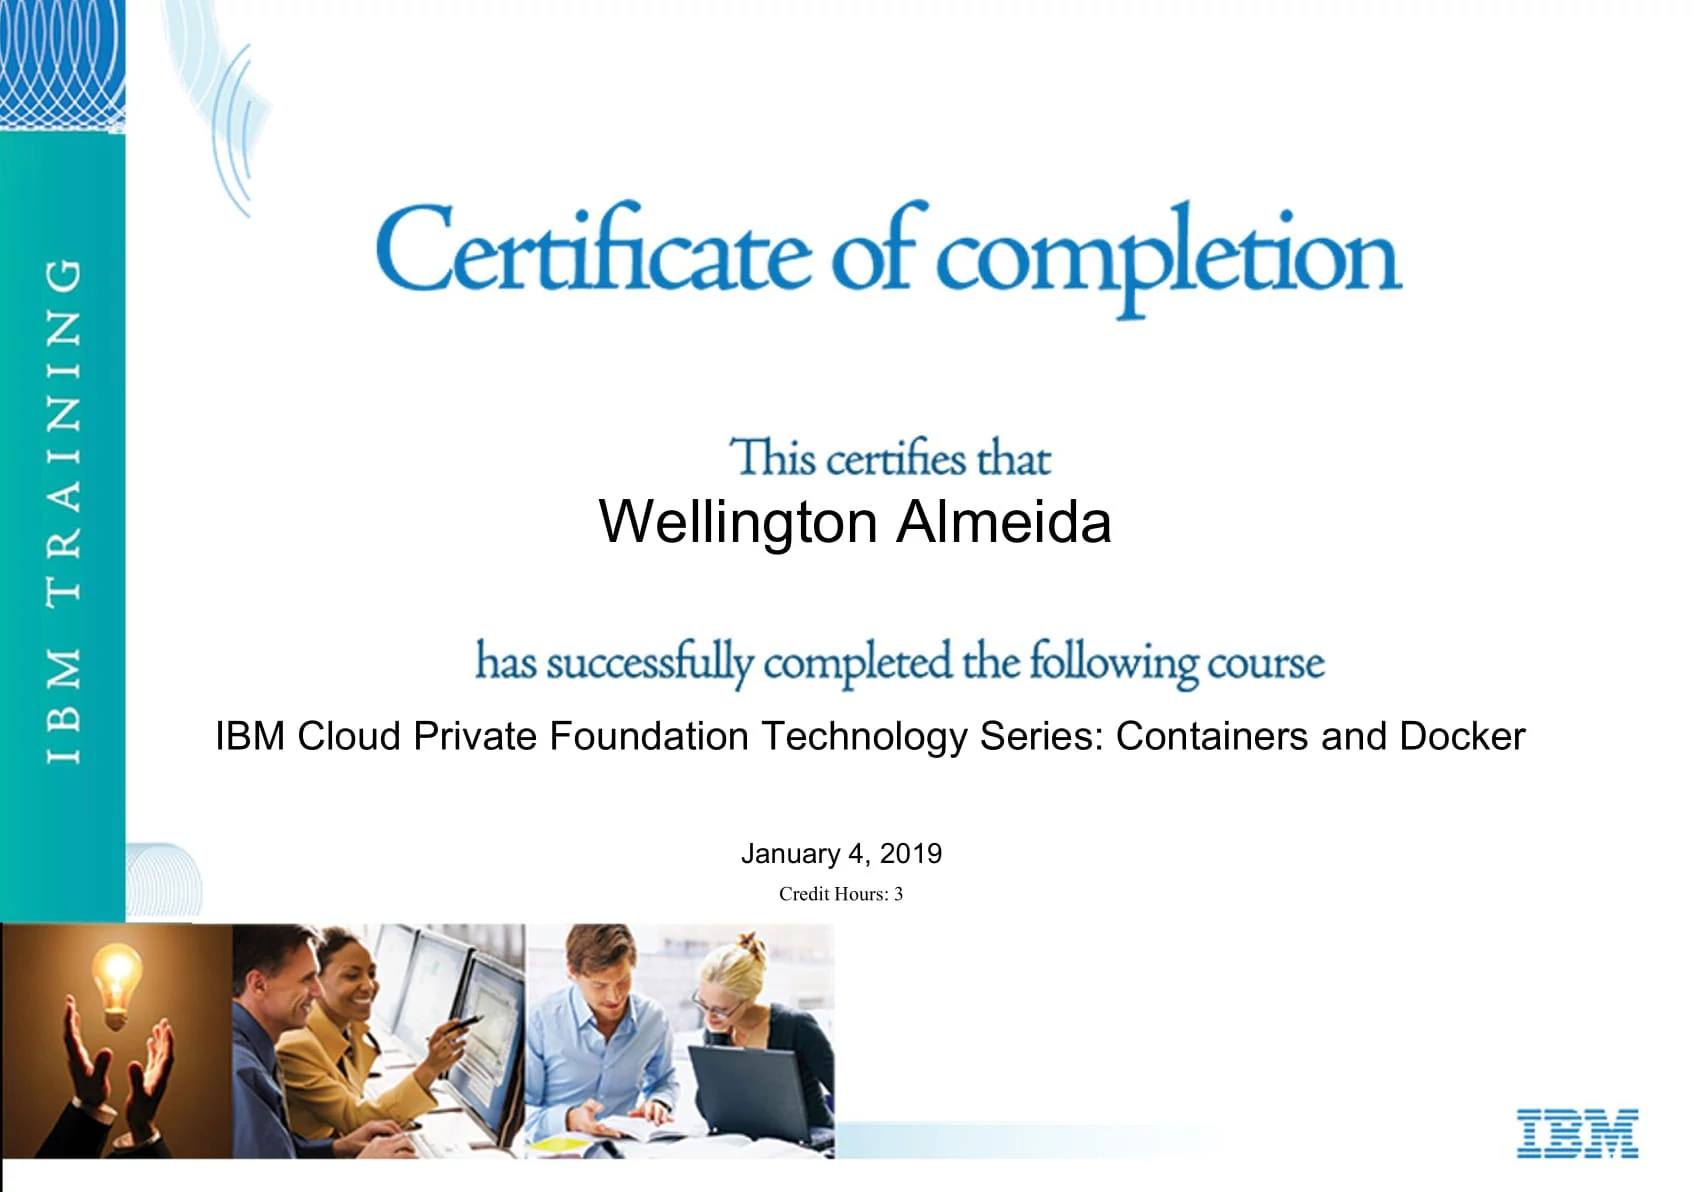 IBM TRAINING
Certificate of completion
This certifies that
Wellington Almeida
has successfully completed the following course
IBM Cloud Private Foundation Technology Series: Containers and Docker
January 4, 2019
Credit Hours: 3
IBM